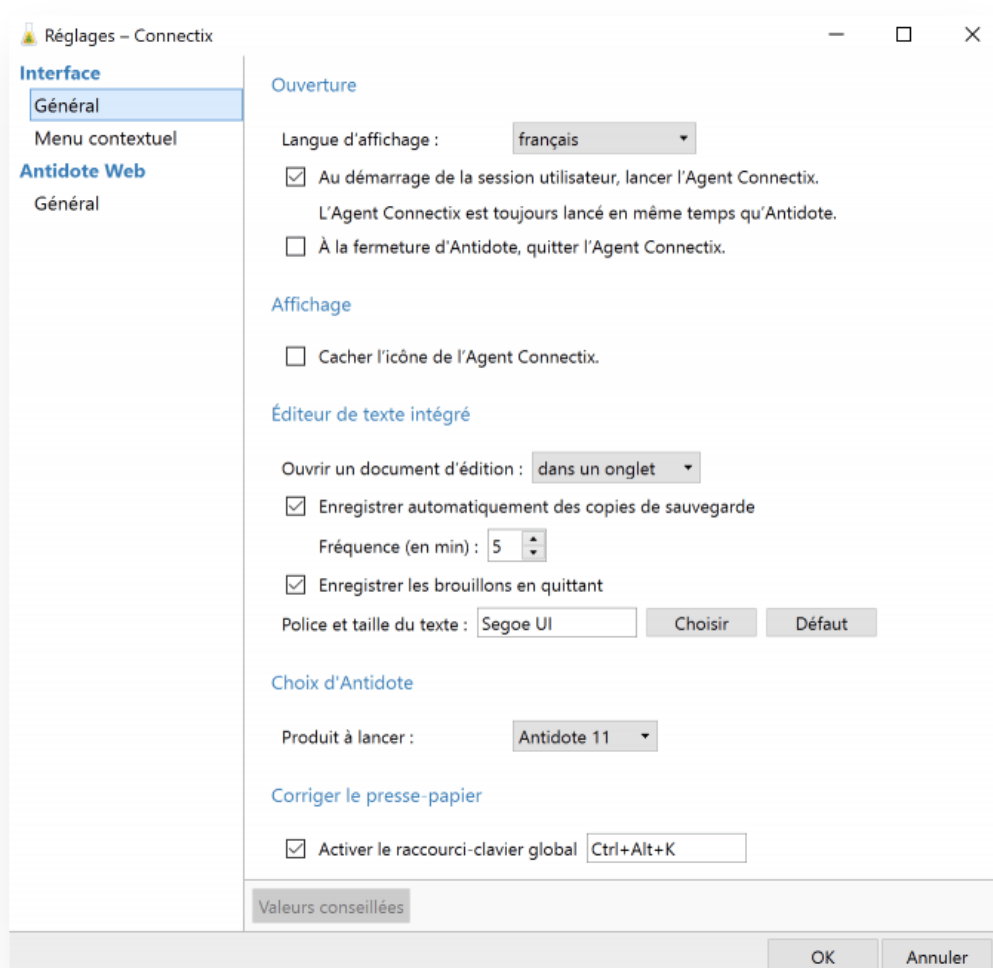 Réglages – Connectix
Interface
Général
Menu contextuel
Antidote Web
Général
Ouverture
Langue d'affichage : français
Au démarrage de la session utilisateur, lancer l'Agent Connectix.
L'Agent Connectix est toujours lancé en même temps qu'Antidote.
À la fermeture d'Antidote, quitter l'Agent Connectix.
Affichage
Cacher l'icône de l'Agent Connectix.
Éditeur de texte intégré
Ouvrir un document d'édition : dans un onglet
Enregistrer automatiquement des copies de sauvegarde
Fréquence (en min) : 5
Enregistrer les brouillons en quittant
Police et taille du texte : Segoe UI Choisir Défaut
Choix d'Antidote
Produit à lancer : Antidote 11
Corriger le presse-papier
Activer le raccourci-clavier global Ctrl+Alt+K
Valeurs conseillées
OK Annuler